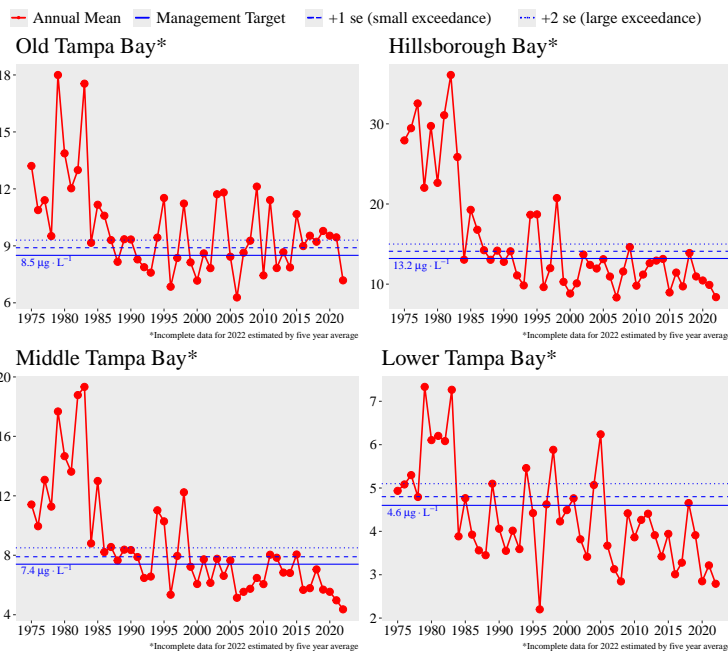 Annual Mean Management Target +1 se (small exceedance) +2 se (large exceedance)
Old Tampa Bay*
18
15
12
9
6
8.5 µg · L⁻¹
1975 1980 1985 1990 1995 2000 2005 2010 2015 2020
*Incomplete data for 2022 estimated by five year average
Hillsborough Bay*
30
20
10
13.2 µg · L⁻¹
1975 1980 1985 1990 1995 2000 2005 2010 2015 2020
*Incomplete data for 2022 estimated by five year average
Middle Tampa Bay*
20
16
12
8
4
7.4 µg · L⁻¹
1975 1980 1985 1990 1995 2000 2005 2010 2015 2020
*Incomplete data for 2022 estimated by five year average
Lower Tampa Bay*
7
6
5
4
3
2
4.6 µg · L⁻¹
1975 1980 1985 1990 1995 2000 2005 2010 2015 2020
*Incomplete data for 2022 estimated by five year average